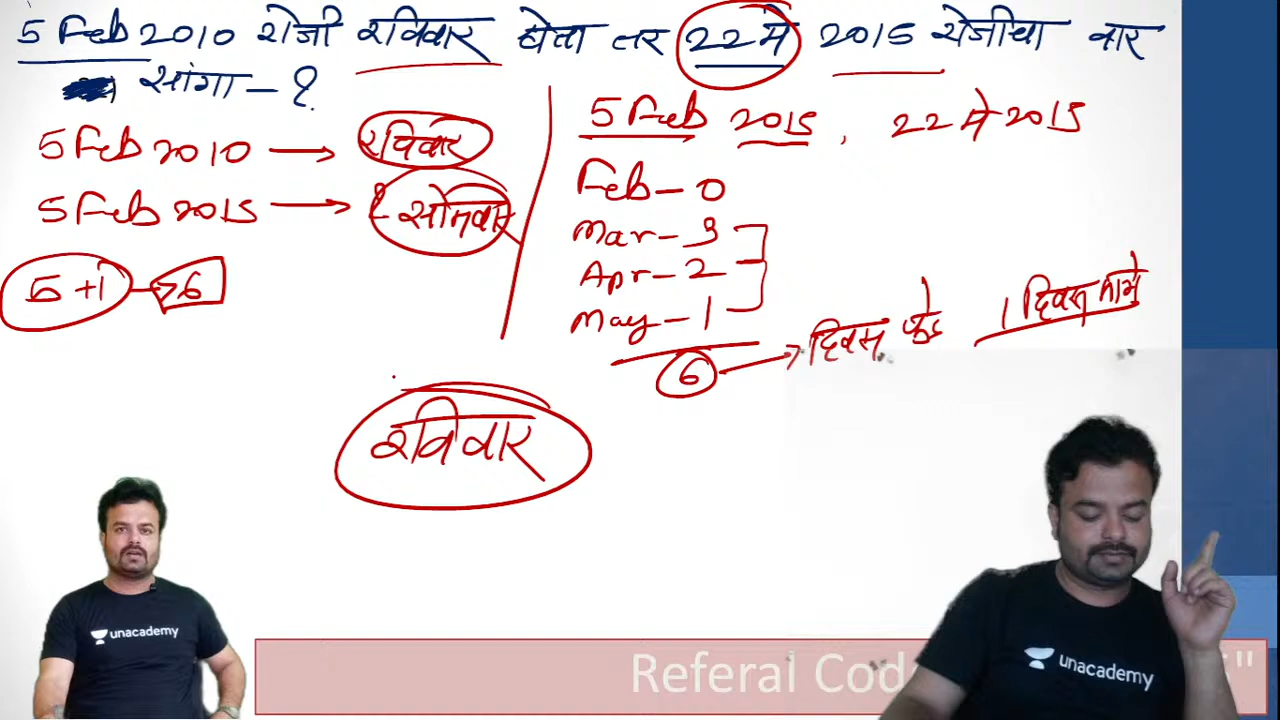 5 Feb 2010 रोजी रविवार होता तर 22 मे 2015 रोजीचा वार
सांगा - ?
5 Feb 2010 → रविवार
5 Feb 2015 → ? सोमवार
5+1 → 6
5 Feb 2015, 22 मे 2015
Feb - 0
Mar - 3
Apr - 2
May - 1
6 → दिवस पुढे 1 दिवस मागे
रविवार
unacademy
unacademy
Referal Cod
"